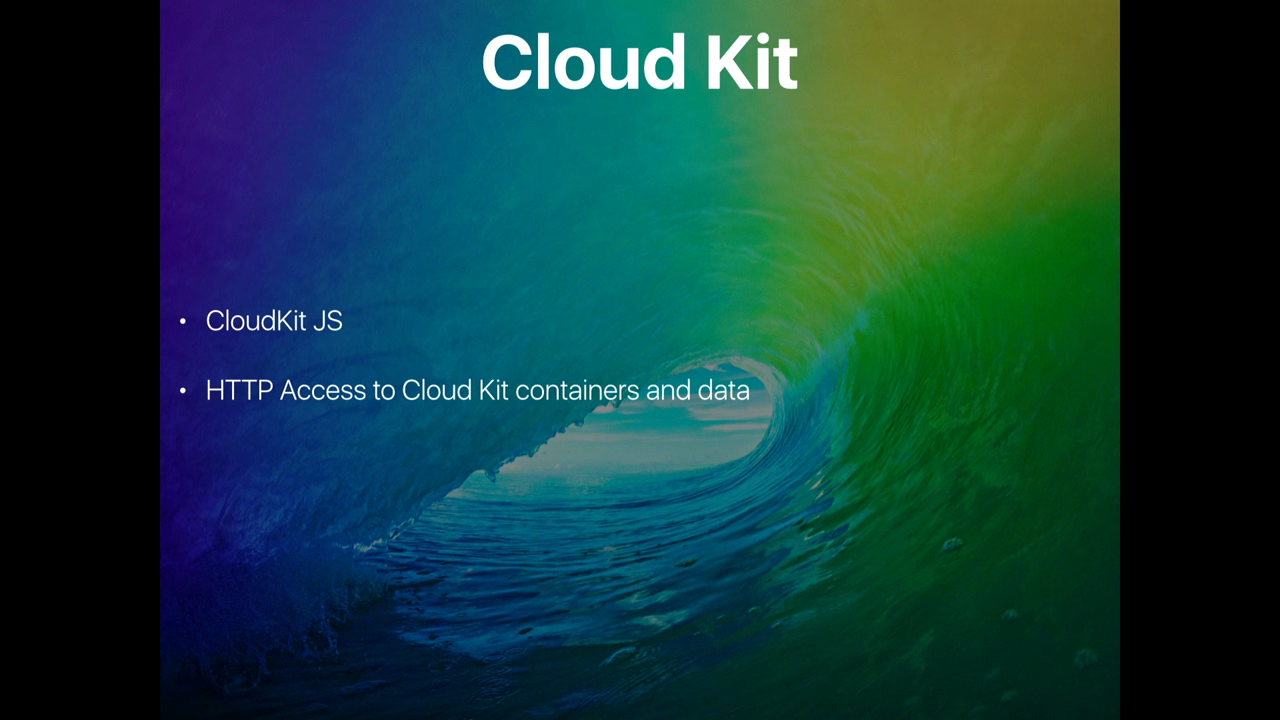 Cloud Kit
• CloudKit JS
• HTTP Access to Cloud Kit containers and data